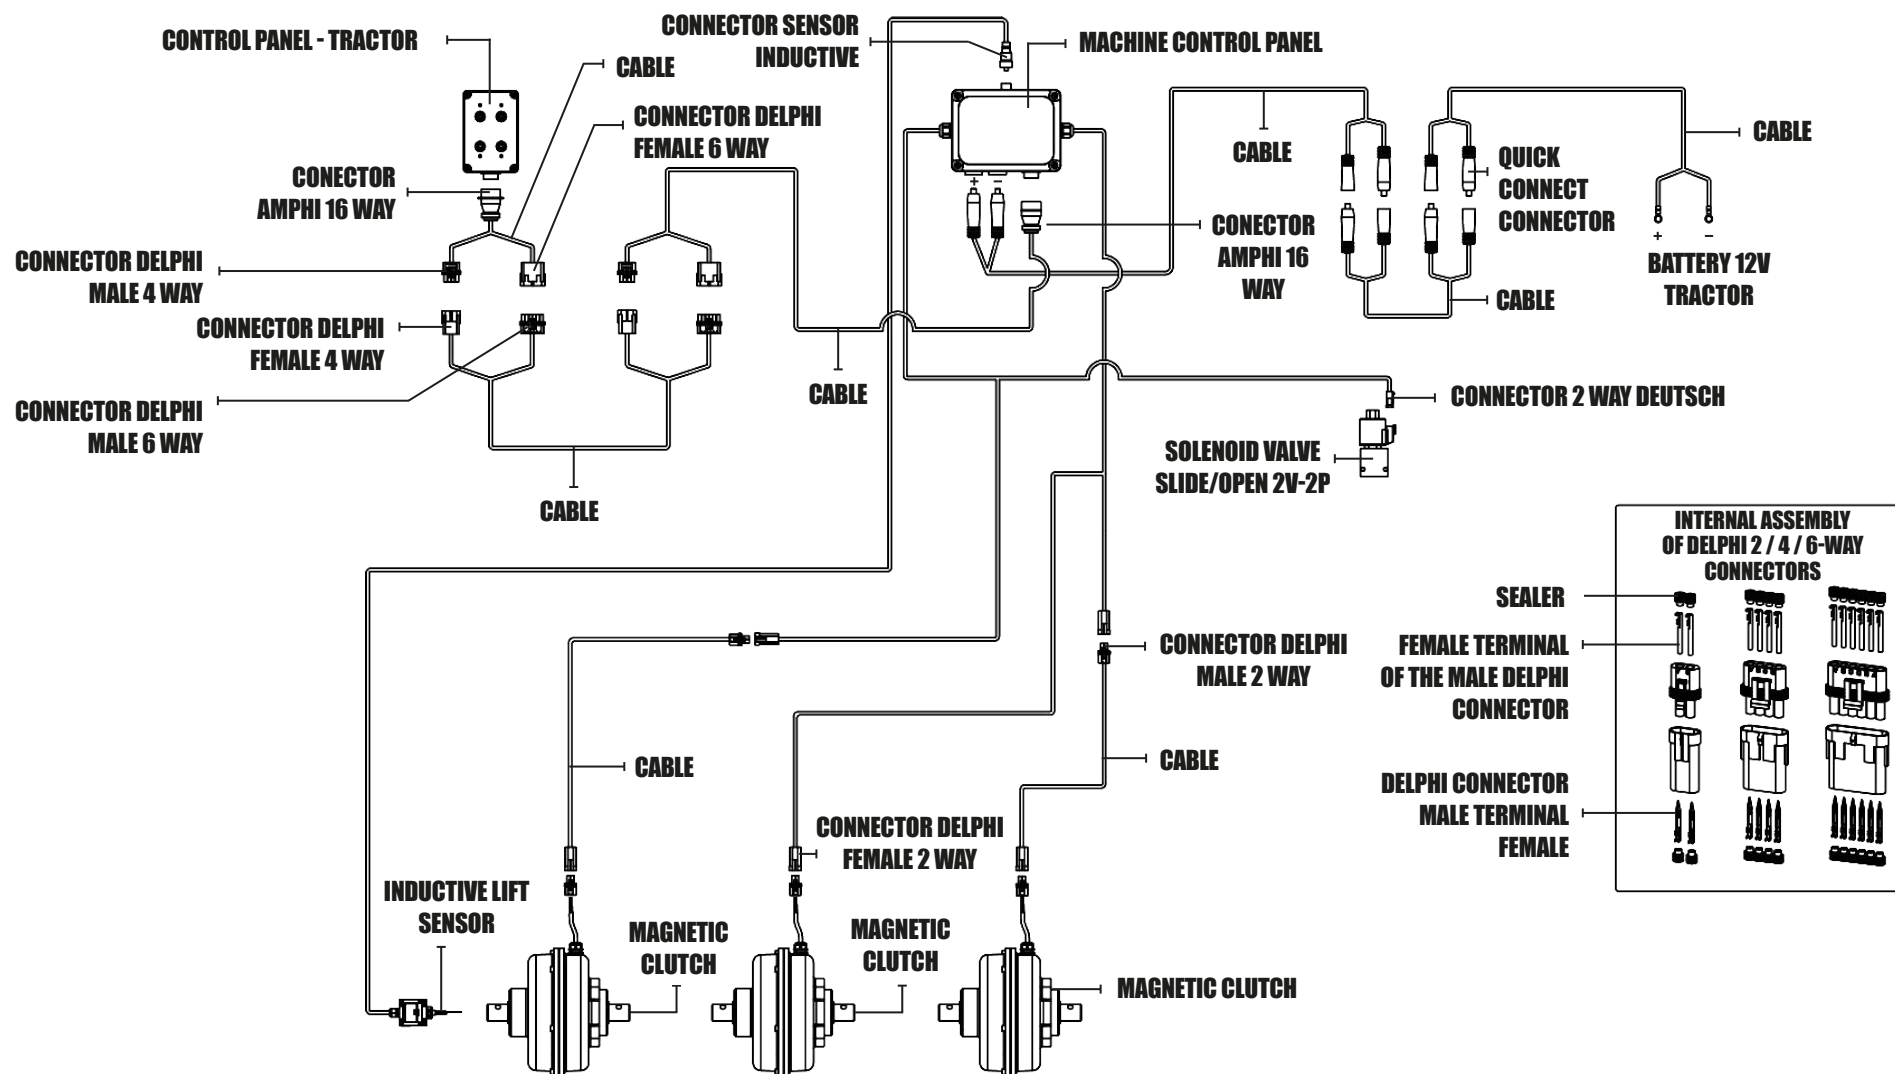 CONTROL PANEL - TRACTOR
CABLE
CONNECTOR SENSOR
INDUCTIVE
MACHINE CONTROL PANEL
CONNECTOR DELPHI
FEMALE 6 WAY
CABLE
CABLE
CONECTOR
AMPHI 16 WAY
QUICK
CONNECT
CONNECTOR
+ −
CONECTOR
AMPHI 16
WAY
+ −
BATTERY 12V
TRACTOR
CONNECTOR DELPHI
MALE 4 WAY
CABLE
CONNECTOR DELPHI
FEMALE 4 WAY
CABLE
CONNECTOR 2 WAY DEUTSCH
CONNECTOR DELPHI
MALE 6 WAY
SOLENOID VALVE
SLIDE/OPEN 2V-2P
CABLE
INTERNAL ASSEMBLY
OF DELPHI 2 / 4 / 6-WAY
CONNECTORS
SEALER
FEMALE TERMINAL
OF THE MALE DELPHI
CONNECTOR
CONNECTOR DELPHI
MALE 2 WAY
CABLE
CABLE
DELPHI CONNECTOR
MALE TERMINAL
FEMALE
CONNECTOR DELPHI
FEMALE 2 WAY
INDUCTIVE LIFT
SENSOR
MAGNETIC
CLUTCH
MAGNETIC
CLUTCH
MAGNETIC CLUTCH